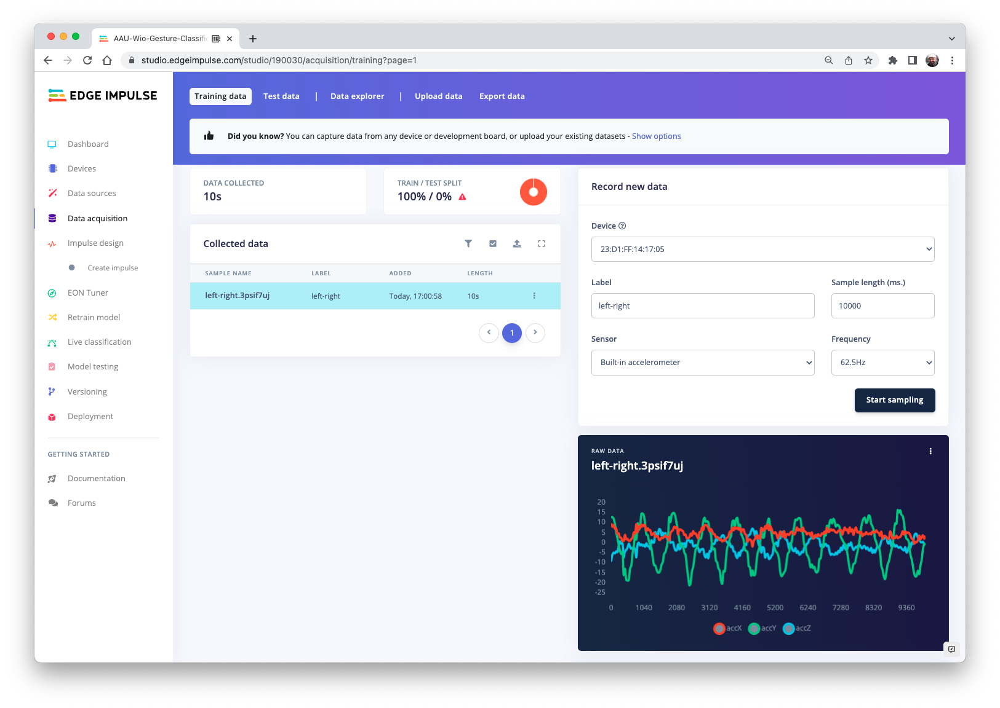 AAU-Wio-Gesture-Classific
studio.edgeimpulse.com/studio/190030/acquisition/training?page=1
EDGE IMPULSE
Dashboard
Devices
Data sources
Data acquisition
Impulse design
Create impulse
EON Tuner
Retrain model
Live classification
Model testing
Versioning
Deployment
GETTING STARTED
Documentation
Forums
Training data Test data | Data explorer | Upload data Export data
Did you know? You can capture data from any device or development board, or upload your existing datasets - Show options
DATA COLLECTED
10s
TRAIN / TEST SPLIT
100% / 0%
Collected data
SAMPLE NAME LABEL ADDED LENGTH
left-right.3psif7uj left-right Today, 17:00:58 10s
1
Record new data
Device
23:D1:FF:14:17:05
Label Sample length (ms.)
left-right 10000
Sensor Frequency
Built-in accelerometer 62.5Hz
Start sampling
RAW DATA
left-right.3psif7uj
20
15
10
5
0
-5
-10
-15
-20
-25
0 1040 2080 3120 4160 5200 6240 7280 8320 9360
accX accY accZ